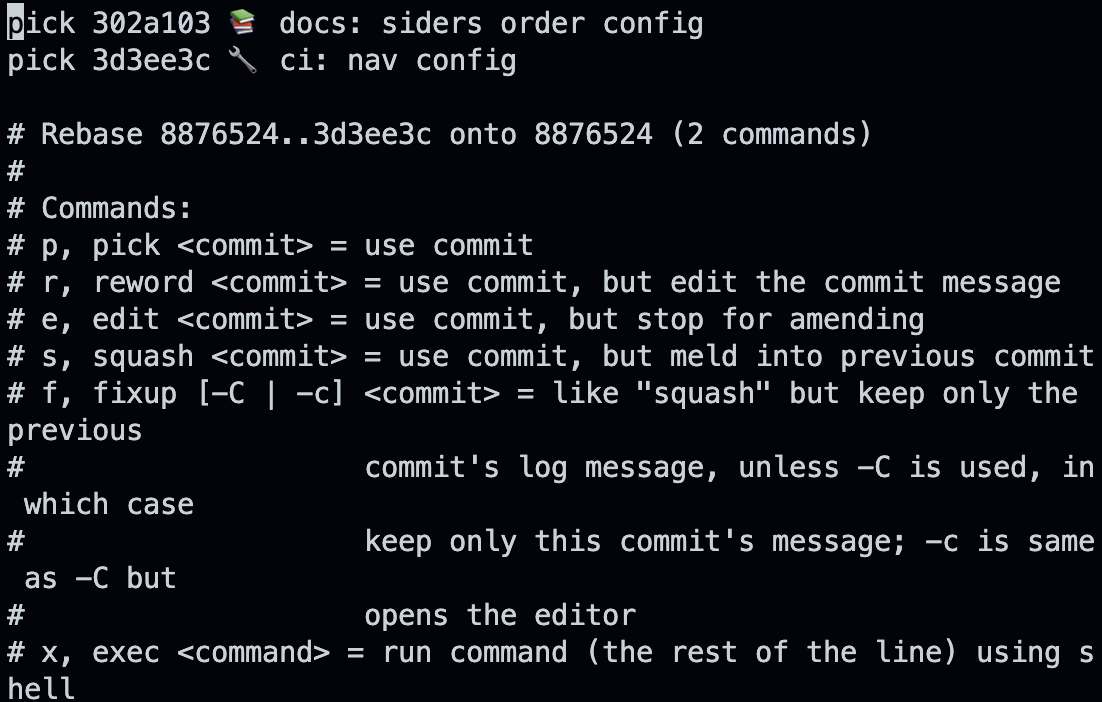 pick 302a103 📚 docs: siders order config
pick 3d3ee3c 🔧 ci: nav config

# Rebase 8876524..3d3ee3c onto 8876524 (2 commands)
#
# Commands:
# p, pick <commit> = use commit
# r, reword <commit> = use commit, but edit the commit message
# e, edit <commit> = use commit, but stop for amending
# s, squash <commit> = use commit, but meld into previous commit
# f, fixup [-C | -c] <commit> = like "squash" but keep only the
previous
#                    commit's log message, unless -C is used, in
 which case
#                    keep only this commit's message; -c is same
 as -C but
#                    opens the editor
# x, exec <command> = run command (the rest of the line) using s
hell